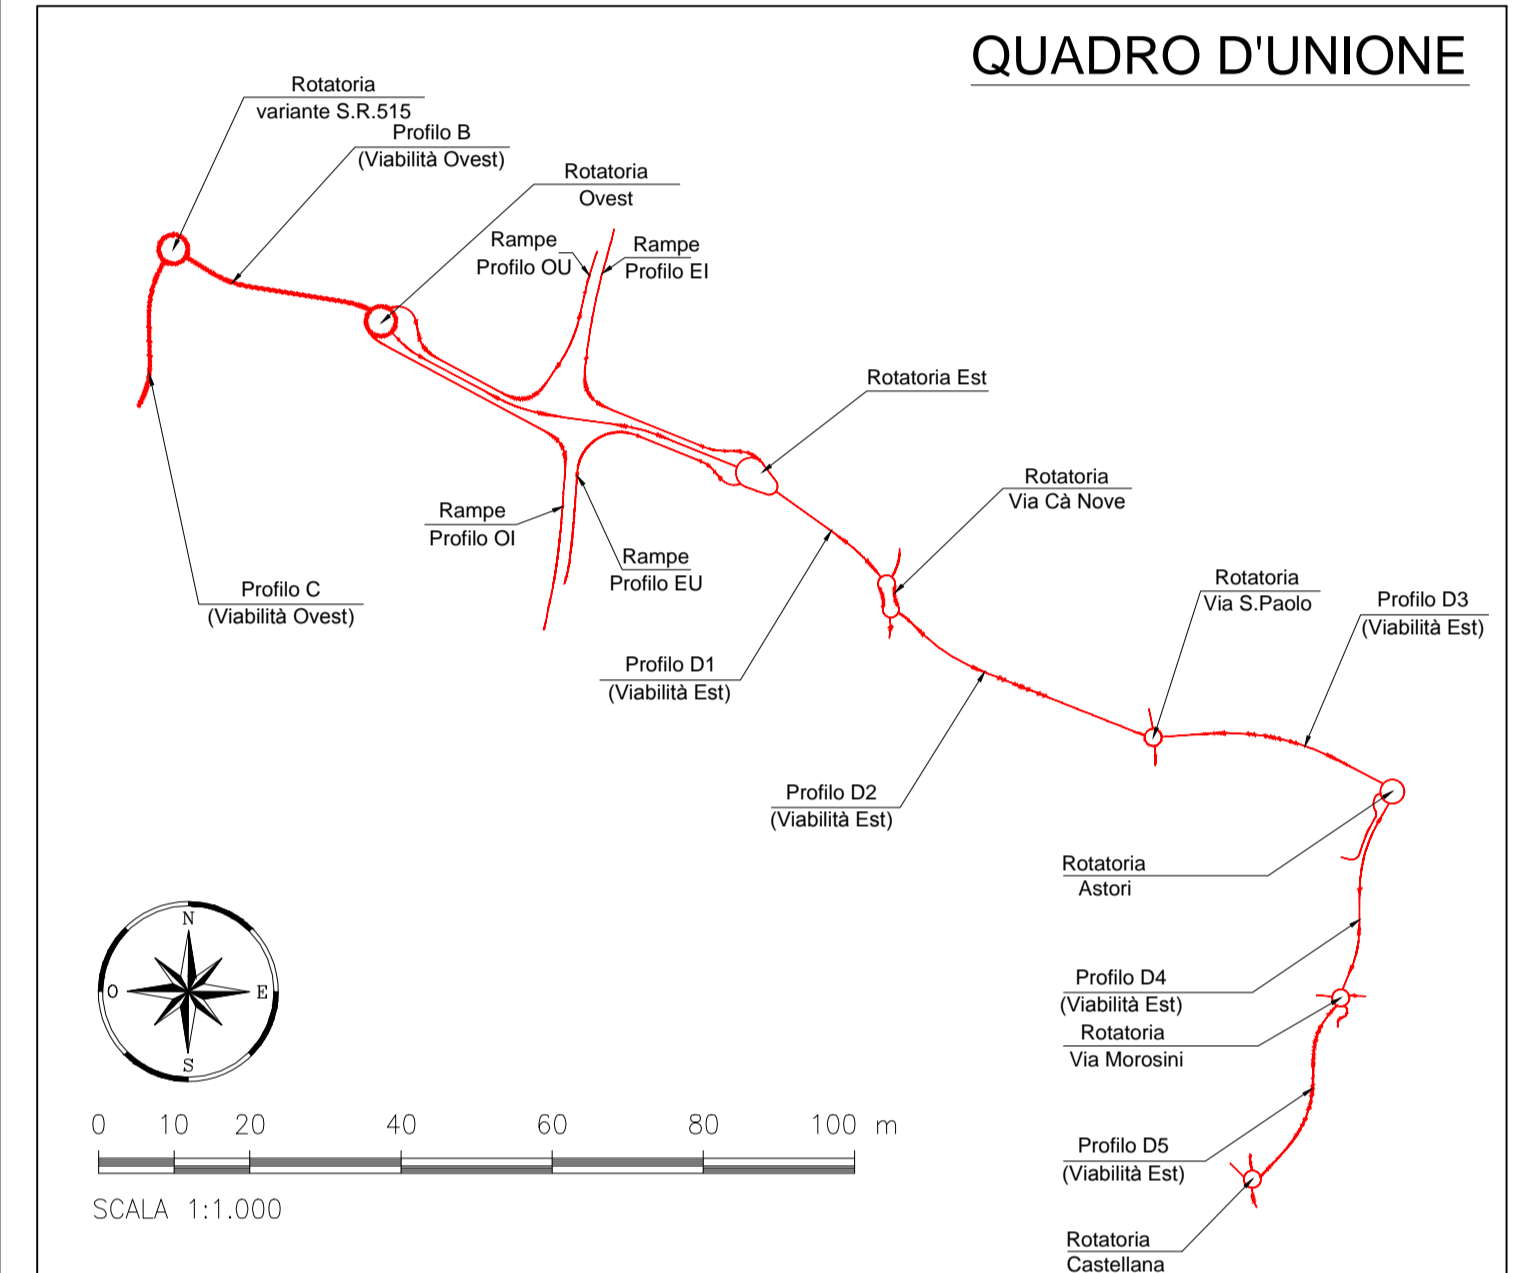 QUADRO D'UNIONE
Rotatoria
variante S.R.515
Profilo B
(Viabilità Ovest)
Rotatoria
Ovest
Rampe
Profilo OU
Rampe
Profilo EI
Rotatoria Est
Rotatoria
Via Cà Nove
Rampe
Profilo OI
Rampe
Profilo EU
Profilo C
(Viabilità Ovest)
Rotatoria
Via S.Paolo
Profilo D3
(Viabilità Est)
Profilo D1
(Viabilità Est)
Profilo D2
(Viabilità Est)
Rotatoria
Astori
Profilo D4
(Viabilità Est)
Rotatoria
Via Morosini
Profilo D5
(Viabilità Est)
Rotatoria
Castellana
N
O
E
S
0 10 20 40 60 80 100 m
SCALA 1:1.000